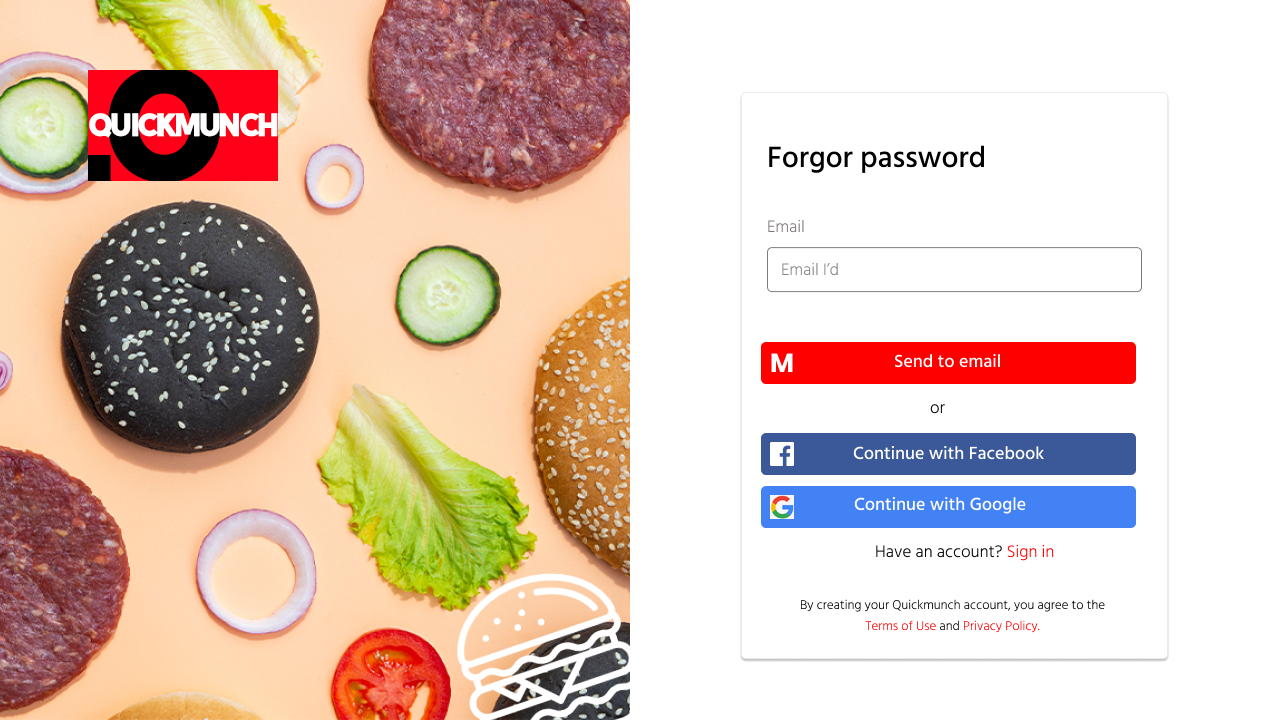 QUICKMUNCH
Forgor password
Email
Email I’d
M
Send to email
or
Continue with Facebook
Continue with Google
Have an account? Sign in
By creating your Quickmunch account, you agree to the
Terms of Use and Privacy Policy.